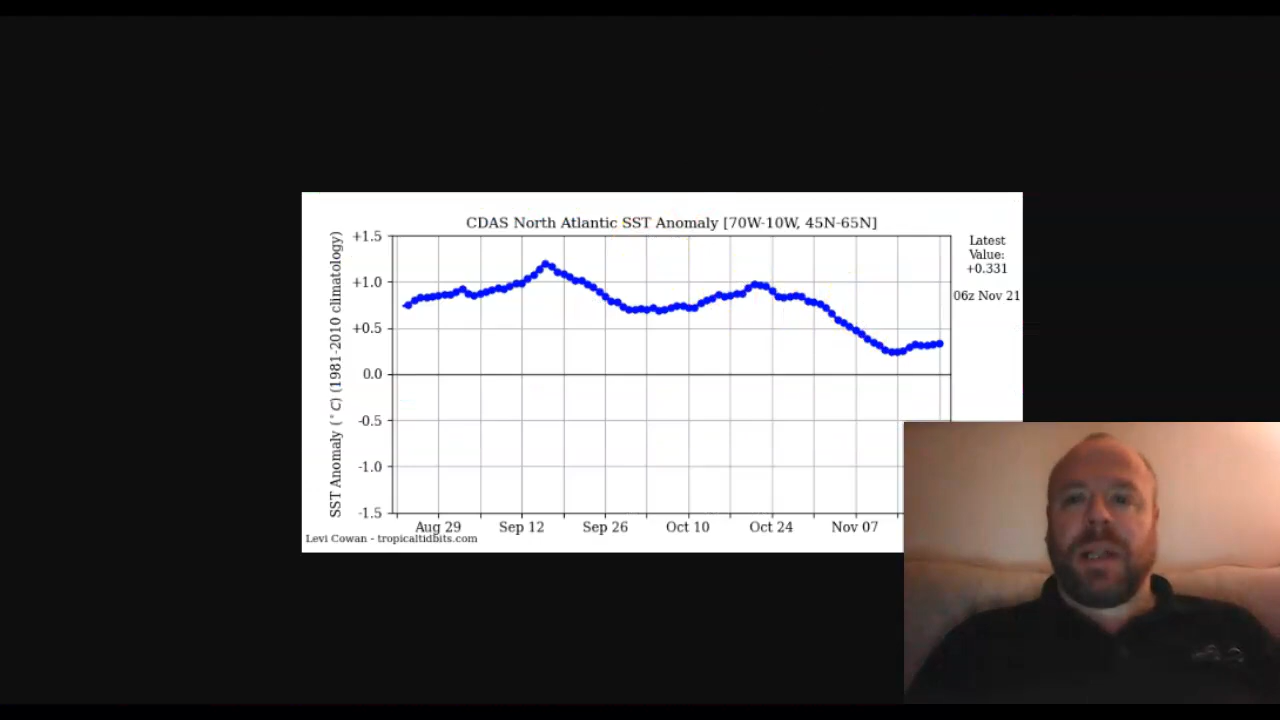 CDAS North Atlantic SST Anomaly [70W-10W, 45N-65N]
SST Anomaly (°C) (1981-2010 climatology)
+1.5
+1.0
+0.5
0.0
-0.5
-1.0
-1.5
Aug 29 Sep 12 Sep 26 Oct 10 Oct 24 Nov 07
Latest
Value:
+0.331
06z Nov 21
Levi Cowan - tropicaltidbits.com